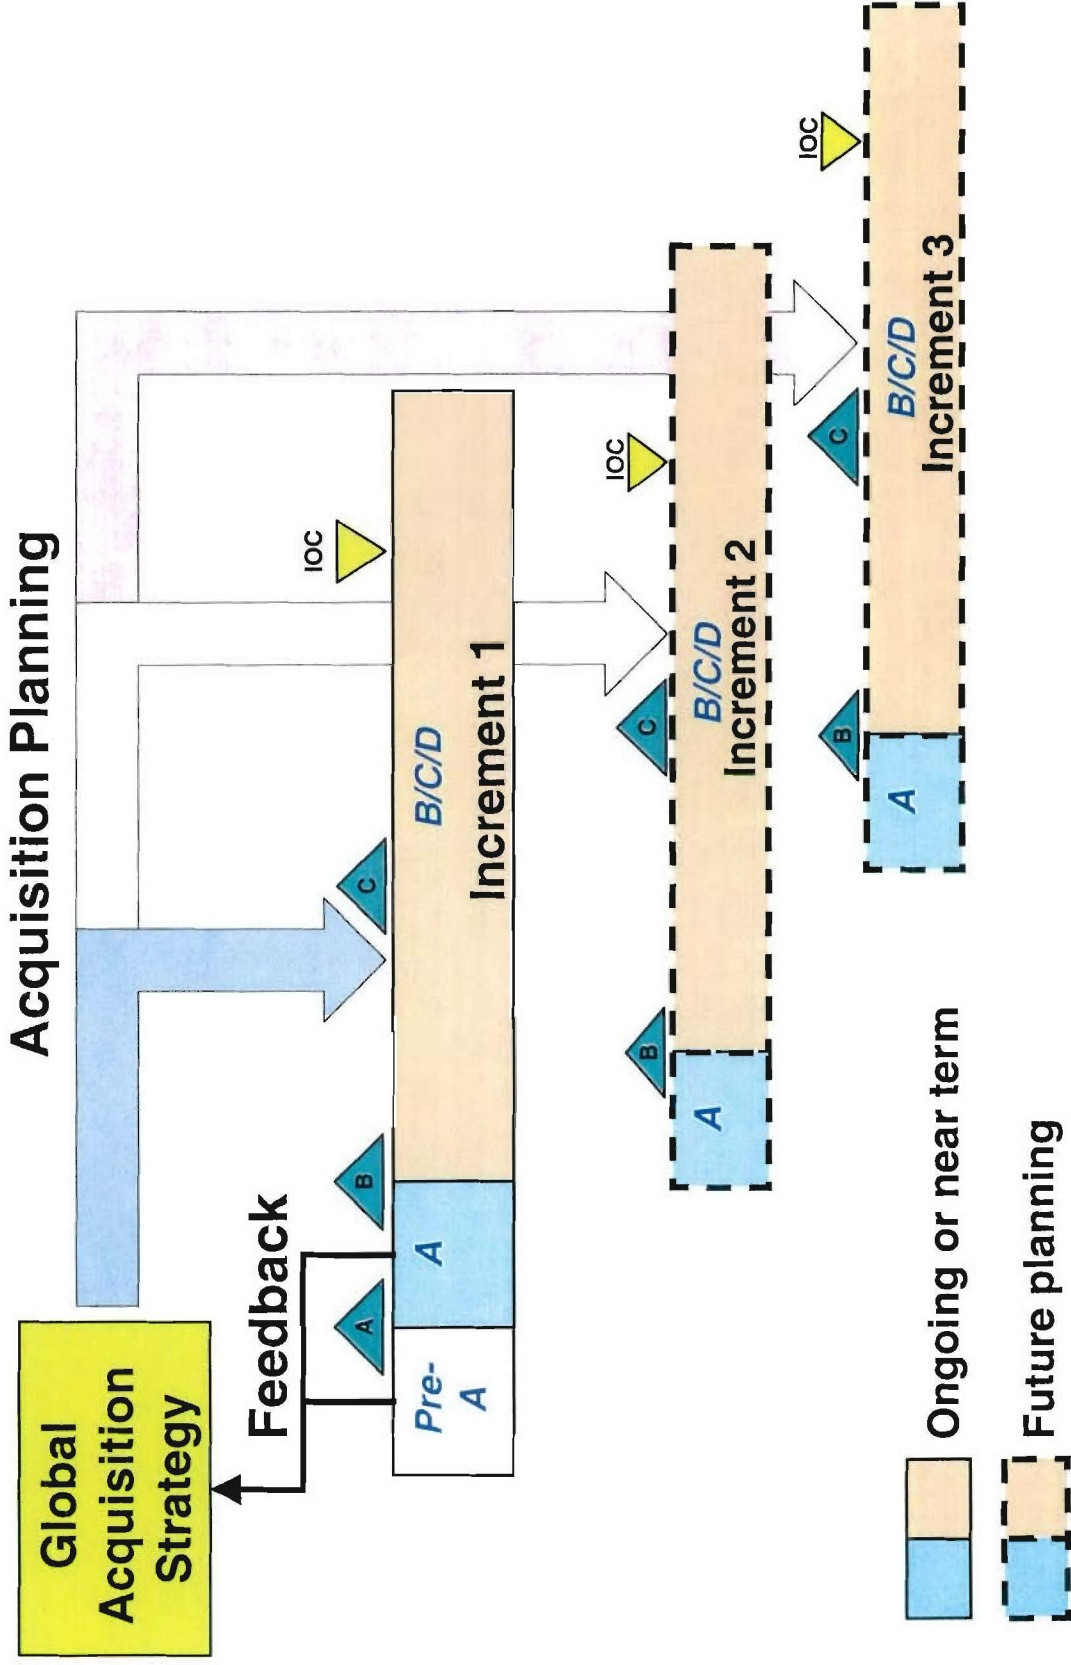 Acquisition Planning
Global
Acquisition
Strategy
Feedback
A
B
C
IOC
Pre-
A
A
B/C/D
Increment 1
B
C
IOC
A
B/C/D
Increment 2
B
C
IOC
A
B/C/D
Increment 3
Ongoing or near term
Future planning